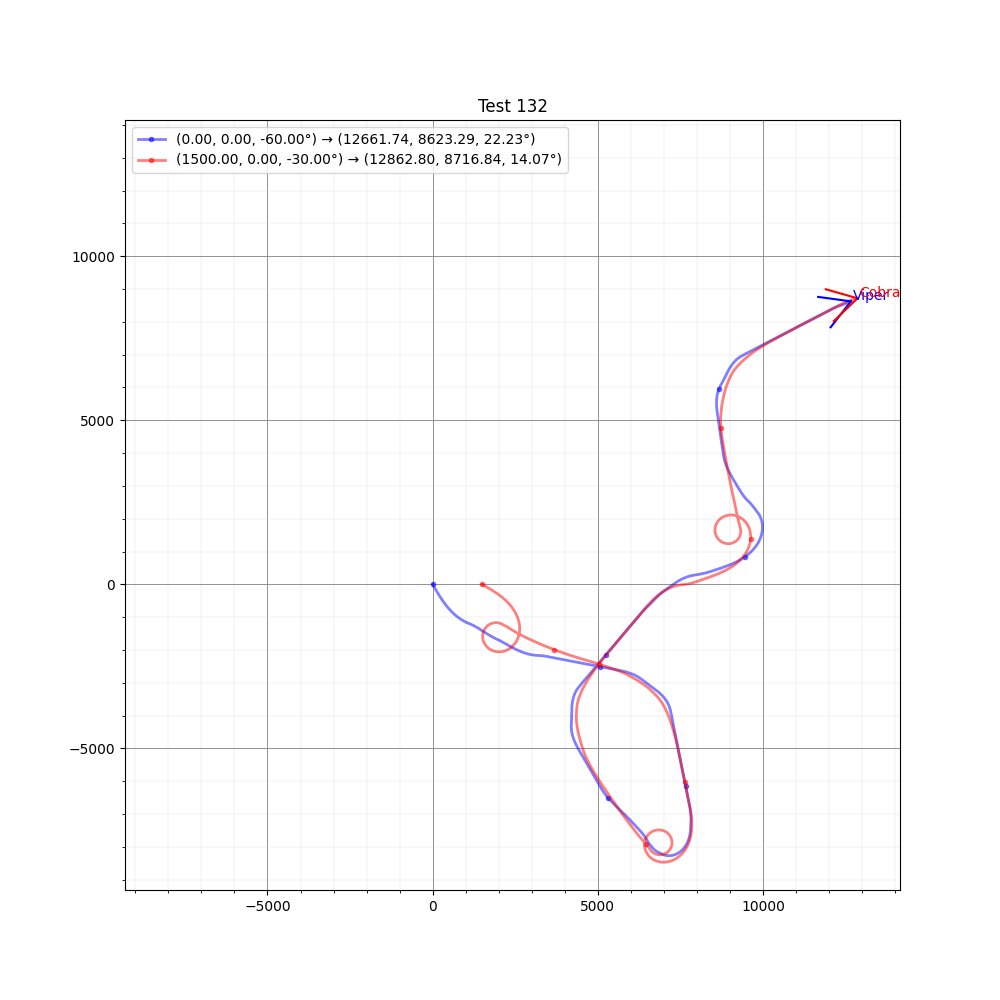 Test 132
(0.00, 0.00, -60.00°) → (12661.74, 8623.29, 22.23°)
(1500.00, 0.00, -30.00°) → (12862.80, 8716.84, 14.07°)
10000
Cobra
Viper
5000
0
−5000
−5000
0
5000
10000